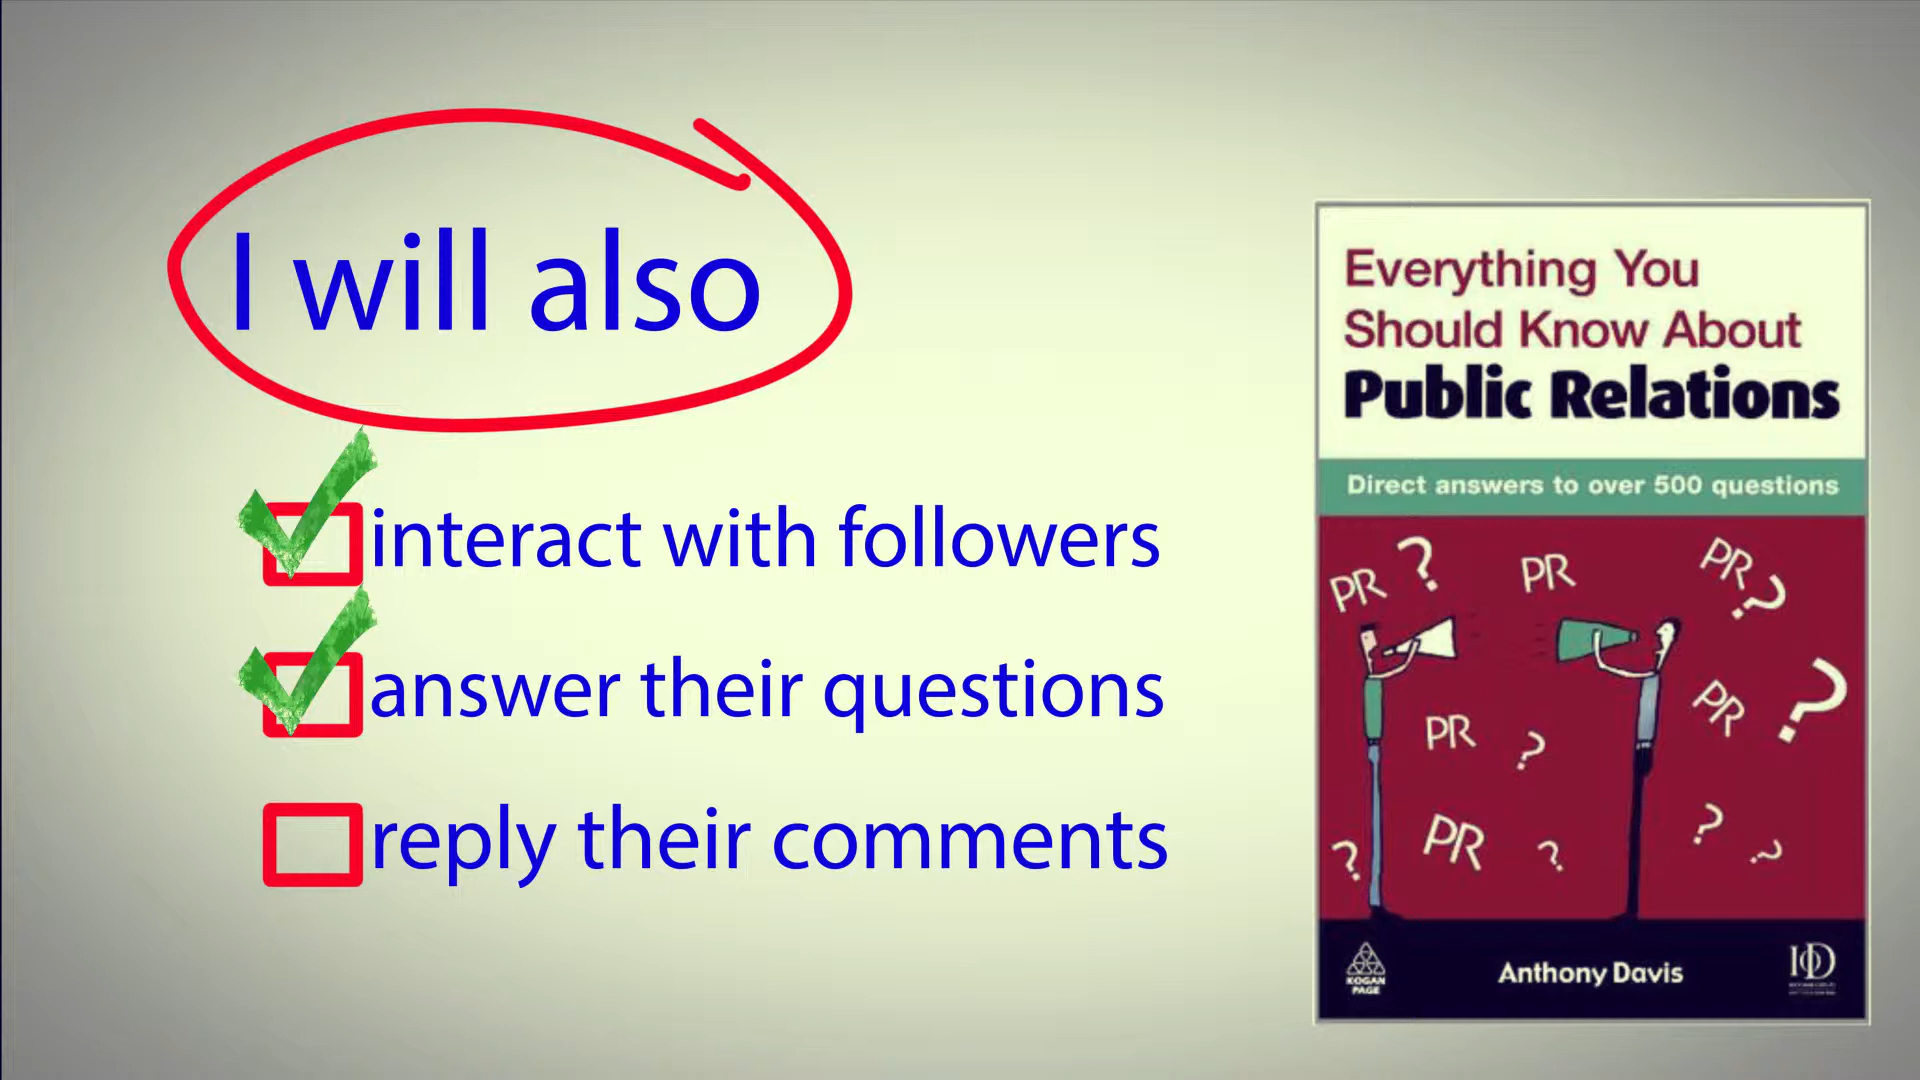 I will also
interact with followers
answer their questions
reply their comments
Everything You
Should Know About
Public Relations
Direct answers to over 500 questions
PR ?
PR
PR ?
PR ?
PR ?
? PR ?
? ?
KOGAN
PAGE
Anthony Davis
IOD